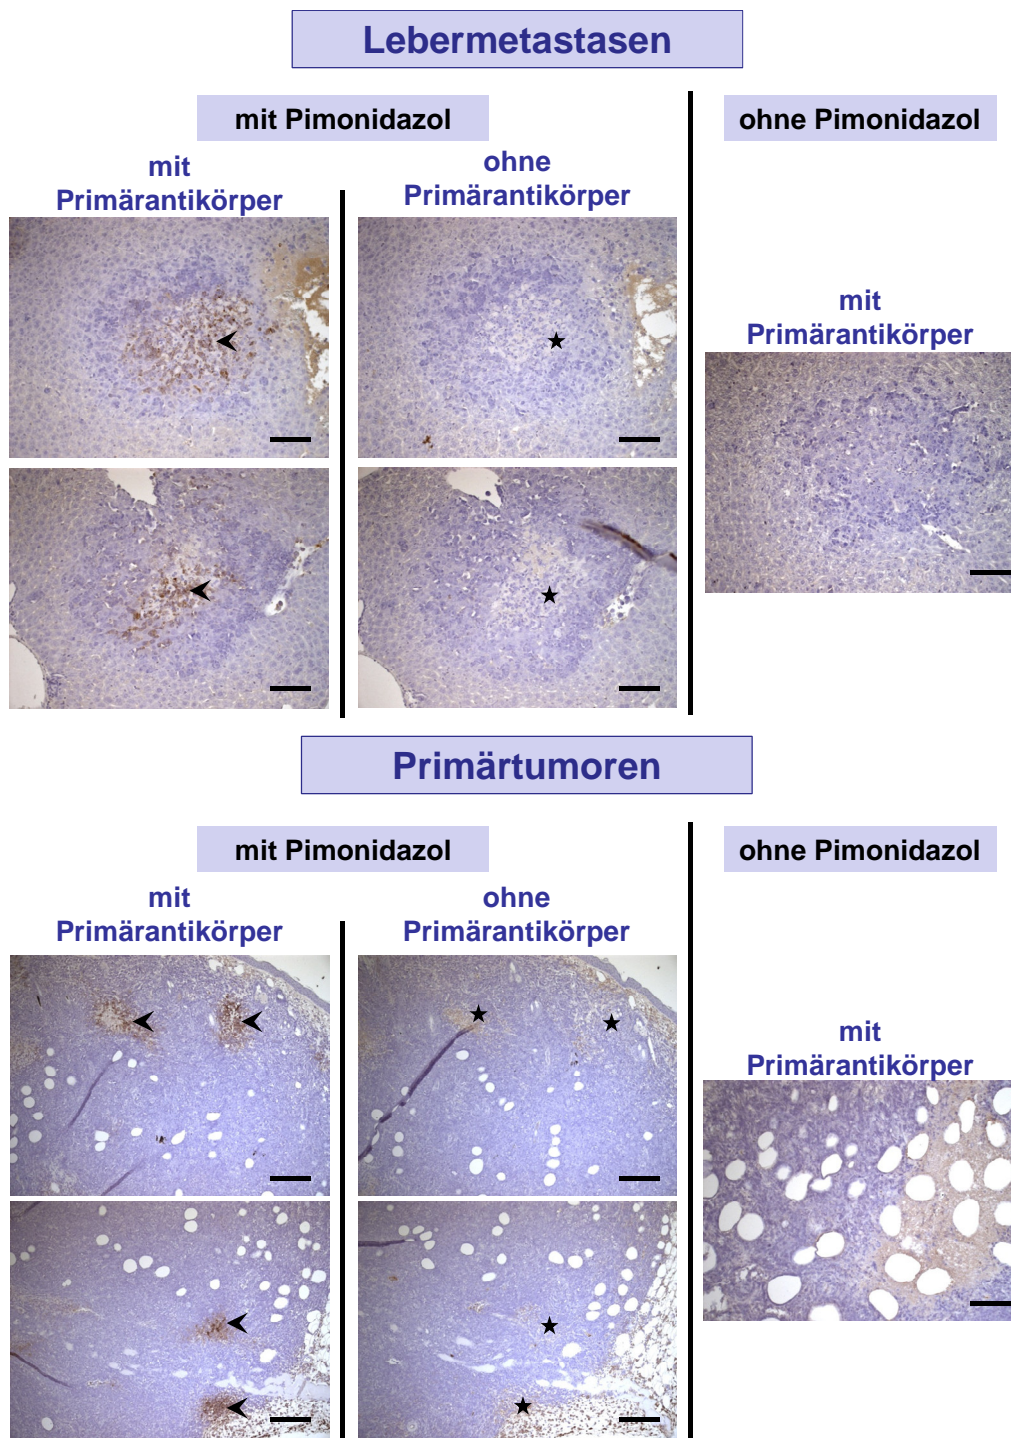 Lebermetastasen
mit Pimonidazol
ohne Pimonidazol
mit
Primärantikörper
ohne
Primärantikörper
mit
Primärantikörper
Primärtumoren
mit Pimonidazol
ohne Pimonidazol
mit
Primärantikörper
ohne
Primärantikörper
mit
Primärantikörper